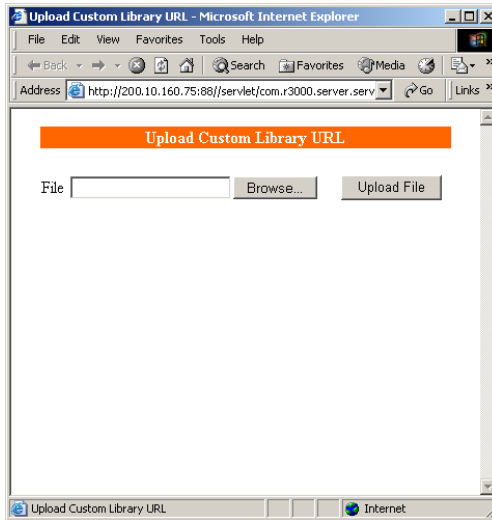 Upload Custom Library URL - Microsoft Internet Explorer
File Edit View Favorites Tools Help
Back Search Favorites Media »
Address http://200.10.160.75:88//servlet/com.r3000.server.serv Go Links »
Upload Custom Library URL
File Browse... Upload File
Upload Custom Library URL Internet